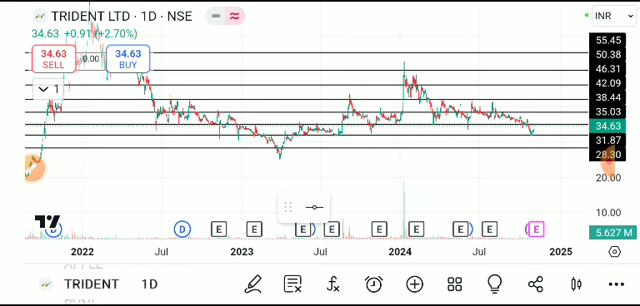 TRIDENT LTD · 1D · NSE
INR
34.63 +0.91 (+2.70%)
34.63
SELL
0.00
34.63
BUY
1
55.45
50.38
46.31
42.09
38.44
35.03
34.63
31.87
28.30
20.00
10.00
5.627 M
D D E E E E E E E E E
2022 Jul 2023 Jul 2024 Jul 2025
TRIDENT 1D